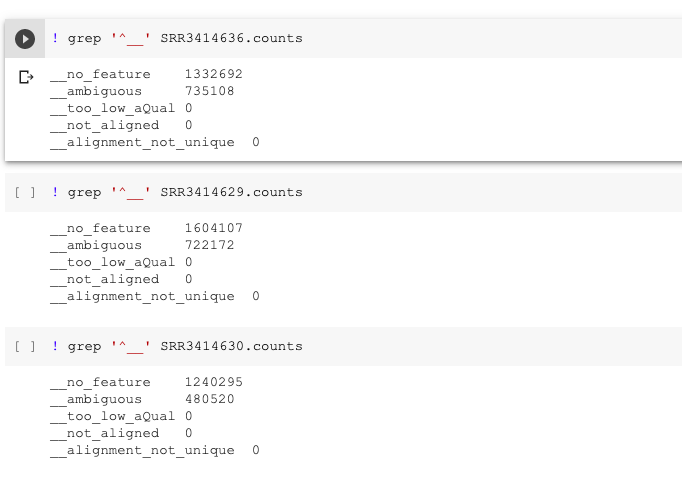 ! grep '^__' SRR3414636.counts
__no_feature 1332692
__ambiguous 735108
__too_low_aQual 0
__not_aligned 0
__alignment_not_unique 0
[ ] ! grep '^__' SRR3414629.counts
__no_feature 1604107
__ambiguous 722172
__too_low_aQual 0
__not_aligned 0
__alignment_not_unique 0
[ ] ! grep '^__' SRR3414630.counts
__no_feature 1240295
__ambiguous 480520
__too_low_aQual 0
__not_aligned 0
__alignment_not_unique 0